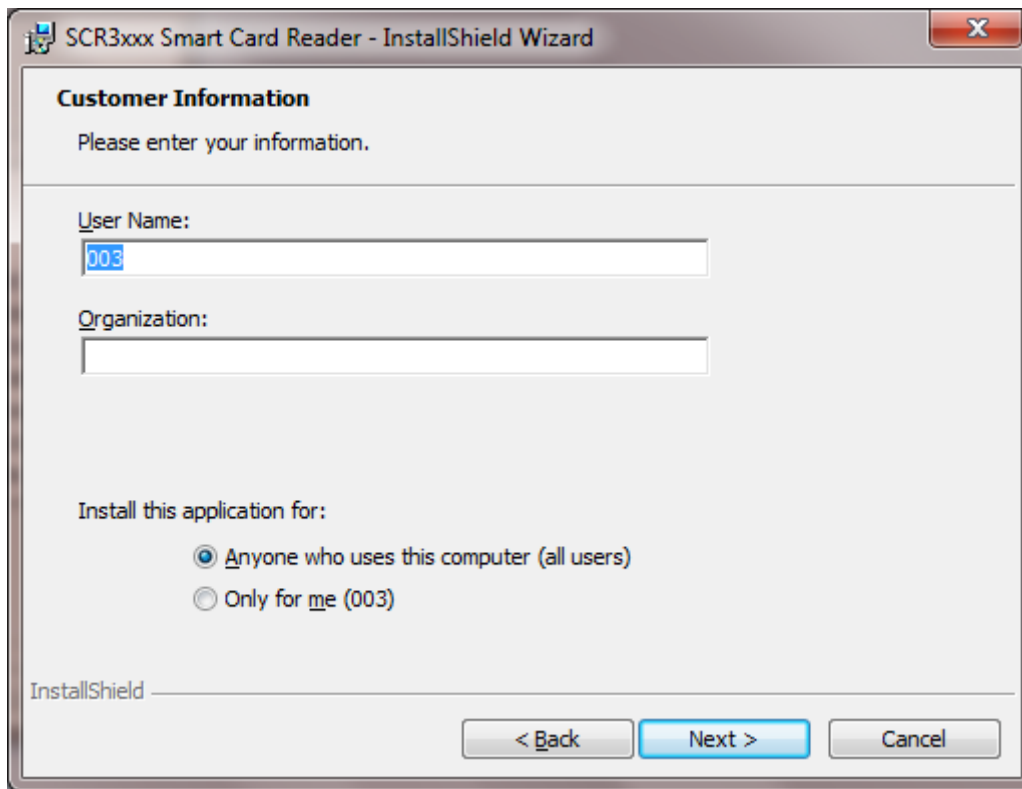 SCR3xxx Smart Card Reader - InstallShield Wizard
Customer Information
Please enter your information.
User Name:
003
Organization:
Install this application for:
Anyone who uses this computer (all users)
Only for me (003)
InstallShield
< Back Next > Cancel